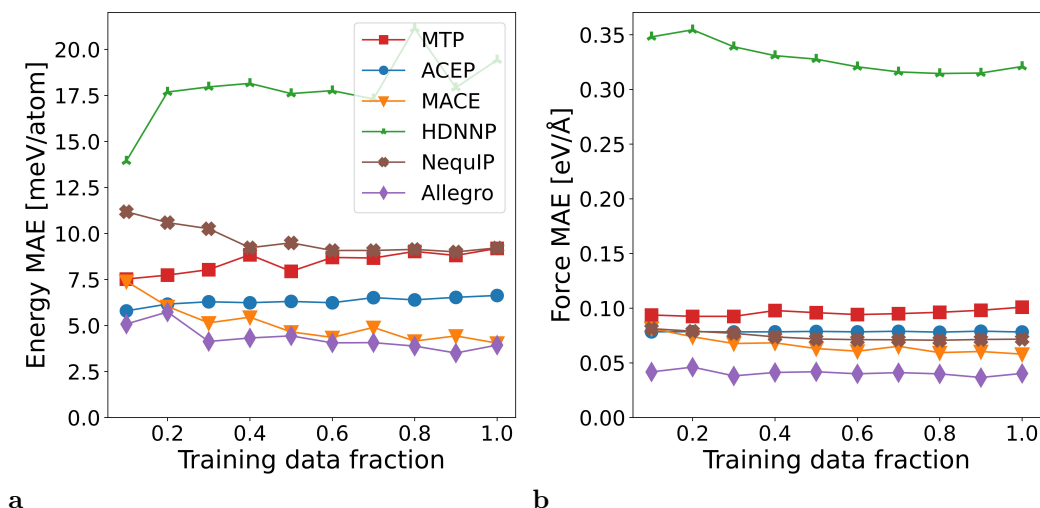 Energy MAE [meV/atom]
20.0
17.5
15.0
12.5
10.0
7.5
5.0
2.5
0.0
0.2
0.4
0.6
0.8
1.0
Training data fraction
MTP
ACEP
MACE
HDNNP
NequIP
Allegro
a
Force MAE [eV/Å]
0.35
0.30
0.25
0.20
0.15
0.10
0.05
0.00
0.2
0.4
0.6
0.8
1.0
Training data fraction
b